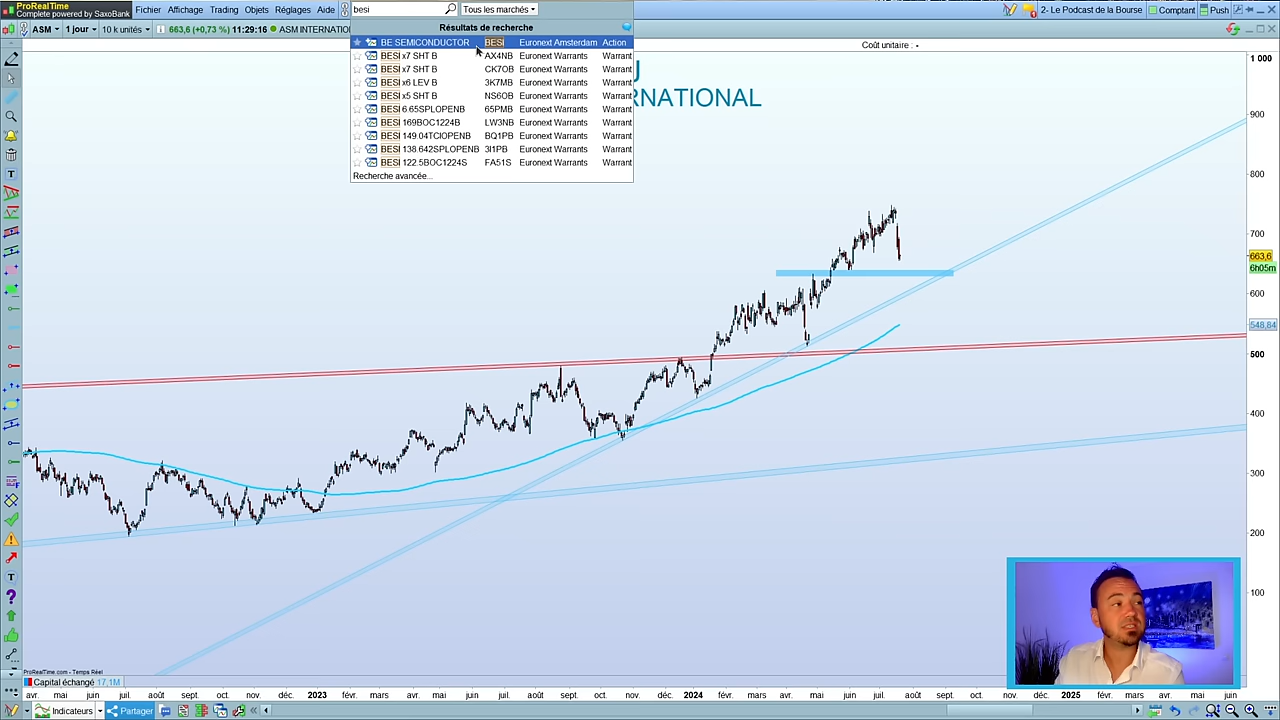 ProRealTime
Complete powered by SaxoBank
Fichier Affichage Trading Objets Réglages Aide
besi
Tous les marchés
2- Le Podcast de la Bourse Comptant Push
ASM 1 jour 10 k unités 663,6 (+0,73 %) 11:29:16 ASM INTERNATIO
Résultats de recherche
BE SEMICONDUCTOR BESI Euronext Amsterdam Action
BESI x7 SHT B AX4NB Euronext Warrants Warrant
BESI x7 SHT B CK7OB Euronext Warrants Warrant
BESI x6 LEV B 3K7MB Euronext Warrants Warrant
BESI x5 SHT B NS6OB Euronext Warrants Warrant
BESI 6.65SPLOPENB 65PMB Euronext Warrants Warrant
BESI 169BOC1224B LW3NB Euronext Warrants Warrant
BESI 149.04TCIOPENB BQ1PB Euronext Warrants Warrant
BESI 138.642SPLOPENB 3I1PB Euronext Warrants Warrant
BESI 122.5BOC1224S FA51S Euronext Warrants Warrant
Recherche avancée...
Coût unitaire : -
RNATIONAL
1 000
900
800
700
663,6
6h05m
600
548,84
500
400
300
200
100
ProRealTime.com - Temps Réel
Capital échangé 17,1M
avr. mai juin août sept. oct. nov. déc. 2023 févr. mars avr. mai juin juil. août sept. oct. nov. déc. 2024 févr. mars avr. mai juin juil. août sept. oct. nov. déc. 2025 févr. mars avr. mai juin
Indicateurs Partager